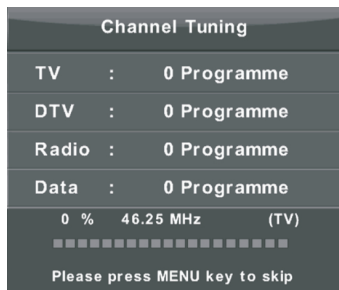 Channel Tuning
TV : 0 Programme
DTV : 0 Programme
Radio : 0 Programme
Data : 0 Programme
0 % 46.25 MHz (TV)
Please press MENU key to skip